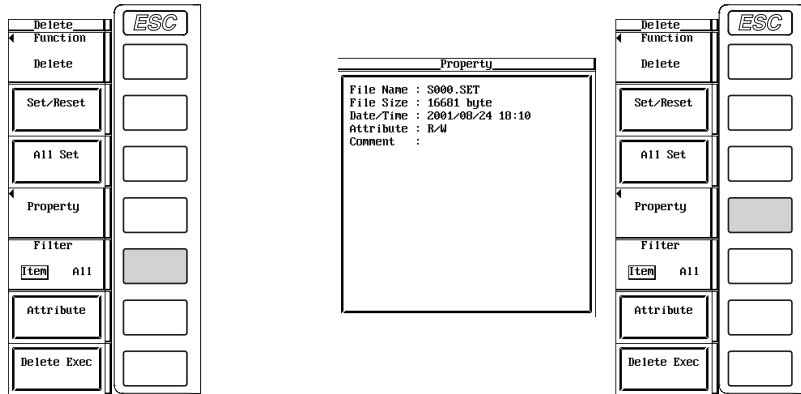 Delete
Function
Delete
Set/Reset
All Set
Property
Filter
Item All
Attribute
Delete Exec
ESC
Property
File Name : S000.SET
File Size : 16681 byte
Date/Time : 2001/08/24 18:10
Attribute : R/W
Comment :
Delete
Function
Delete
Set/Reset
All Set
Property
Filter
Item All
Attribute
Delete Exec
ESC